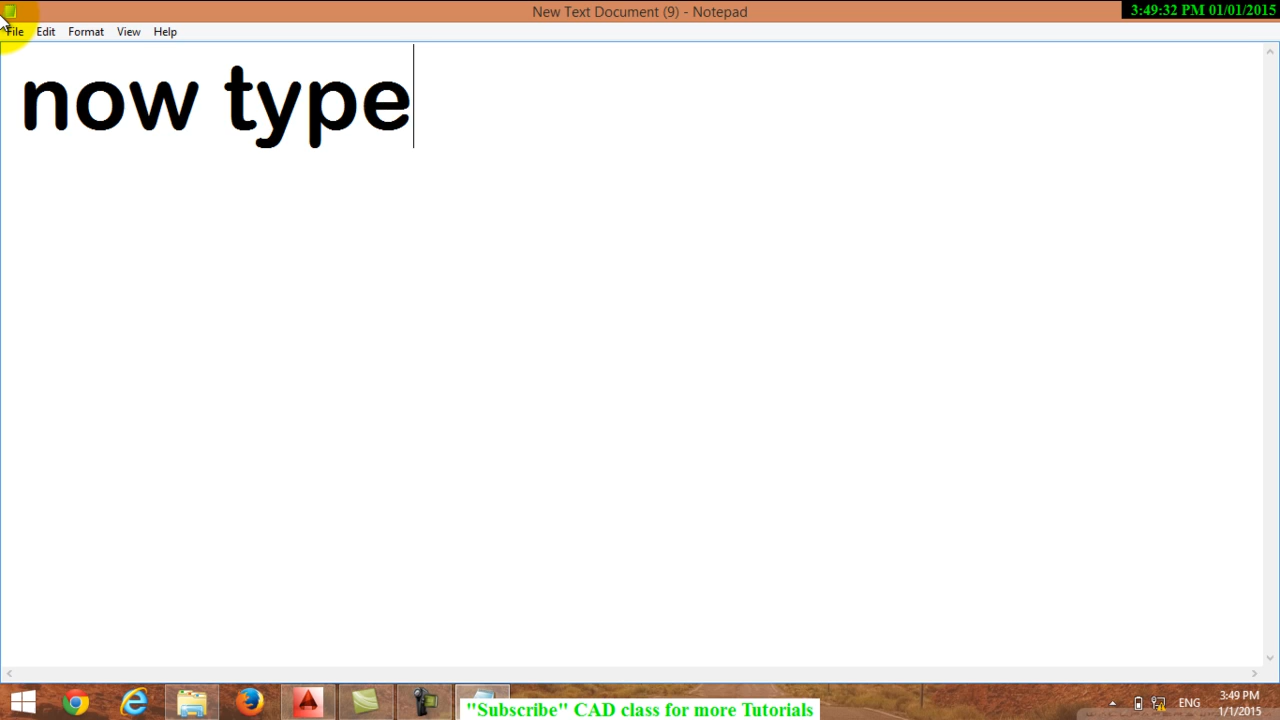 New Text Document (9) - Notepad
3:49:32 PM 01/01/2015
File Edit Format View Help
now type
"Subscribe" CAD class for more Tutorials
ENG
3:49 PM
1/1/2015